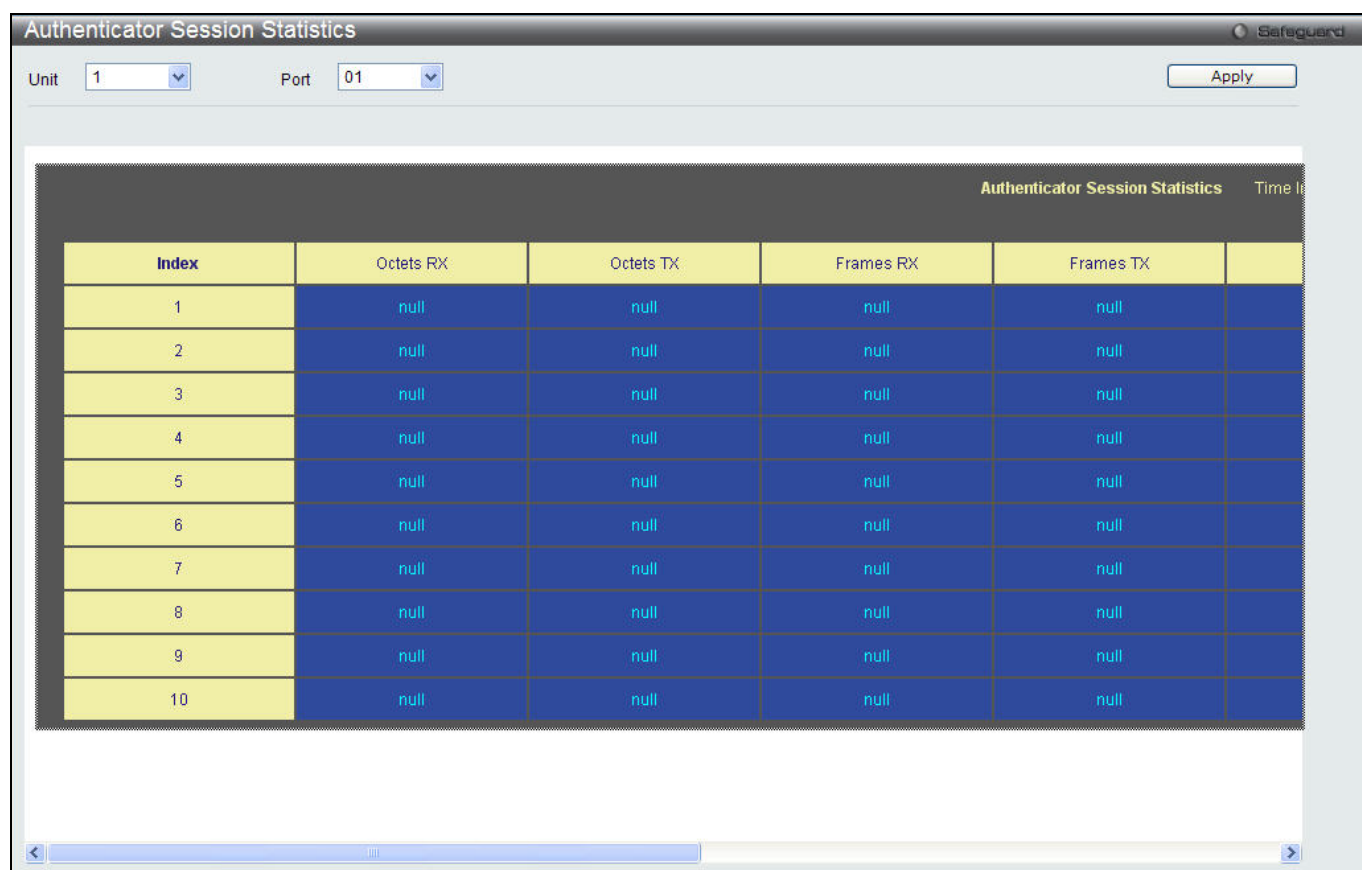 Authenticator Session Statistics Safeguard
Unit 1 Port 01 Apply
Authenticator Session Statistics Time
Index Octets RX Octets TX Frames RX Frames TX
1 null null null null
2 null null null null
3 null null null null
4 null null null null
5 null null null null
6 null null null null
7 null null null null
8 null null null null
9 null null null null
10 null null null null